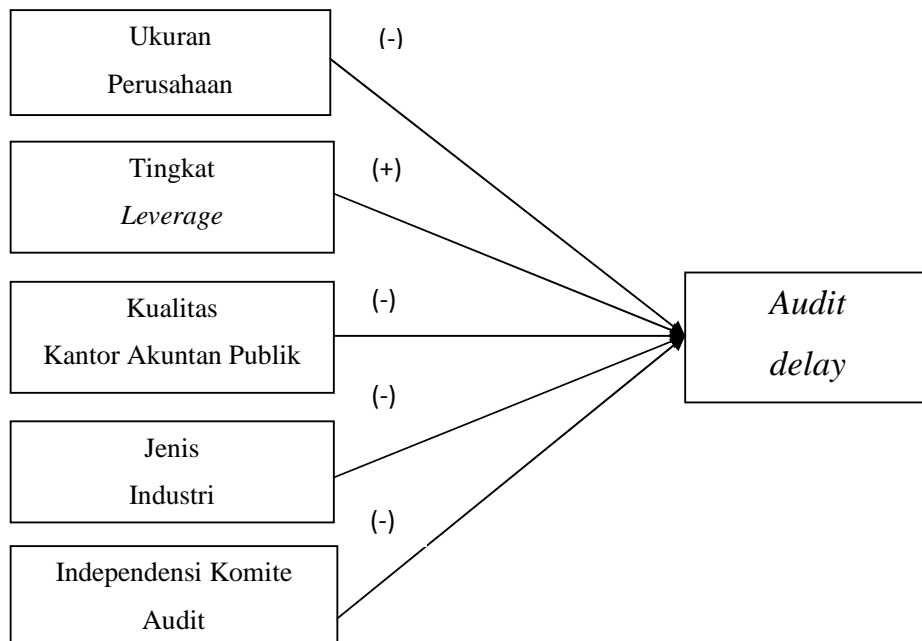 Ukuran
Perusahaan
(-)
Tingkat
Leverage
(+)
Kualitas
Kantor Akuntan Publik
(-)
Jenis
Industri
(-)
Independensi Komite
Audit
(-)
Audit
delay